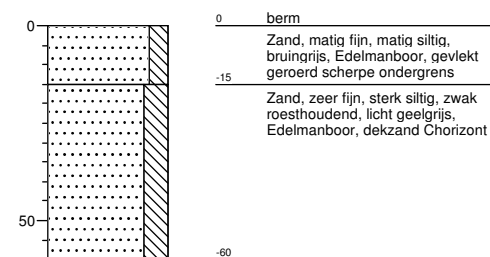 0
50
0 berm
Zand, matig fijn, matig siltig,
bruingrijs, Edelmanboor, gevlekt
geroerd scherpe ondergrens
-15
Zand, zeer fijn, sterk siltig, zwak
roesthoudend, licht geelgrijs,
Edelmanboor, dekzand Chorizont
-60